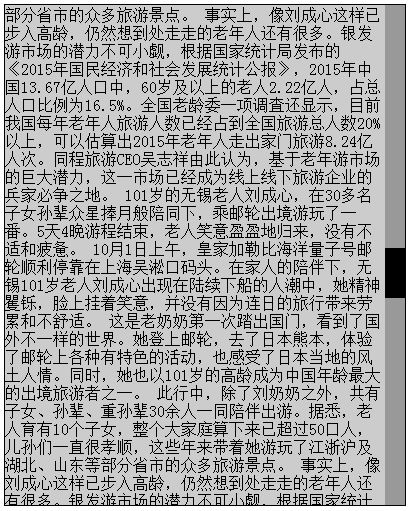 部分省市的众多旅游景点。 事实上，像刘成心这样已
步入高龄，仍然想到处走走的老年人还有很多。银发
游市场的潜力不可小觑，根据国家统计局发布的
《2015年国民经济和社会发展统计公报》，2015年中
国13.67亿人口中，60岁及以上的老人2.22亿人，占总
人口比例为16.5%。全国老龄委一项调查还显示，目前
我国每年老年人旅游人数已经占到全国旅游总人数20%
以上，可以估算出2015年老年人走出家门旅游8.24亿
人次。同程旅游CEO吴志祥由此认为，基于老年游市场
的巨大潜力，这一市场已经成为线上线下旅游企业的
兵家必争之地。 101岁的无锡老人刘成心，在30多名
子女孙辈众星捧月般陪同下，乘邮轮出境游玩了一
番。5天4晚游程结束，老人笑意盈盈地归来，没有不
适和疲惫。 10月1日上午，皇家加勒比海洋量子号邮
轮顺利停靠在上海吴淞口码头。在家人的陪伴下，无
锡101岁老人刘成心出现在陆续下船的人潮中，她精神
矍铄，脸上挂着笑意，并没有因为连日的旅行带来劳
累和不舒适。 这是老奶奶第一次踏出国门，看到了国
外不一样的世界。她登上邮轮，去了日本熊本，体验
了邮轮上各种有特色的活动，也感受了日本当地的风
土人情。同时，她也以101岁的高龄成为中国年龄最大
的出境旅游者之一。 此行中，除了刘奶奶之外，共有
子女、孙辈、重孙辈30余人一同陪伴出游。据悉，老
人育有10个子女，整个大家庭算下来已超过50口人，
儿孙们一直很孝顺，这些年来带着她游玩了江浙沪及
湖北、山东等部分省市的众多旅游景点。 事实上，像
刘成心这样已步入高龄，仍然想到处走走的老年人还
有很多。银发游市场的潜力不可小觑，根据国家统计